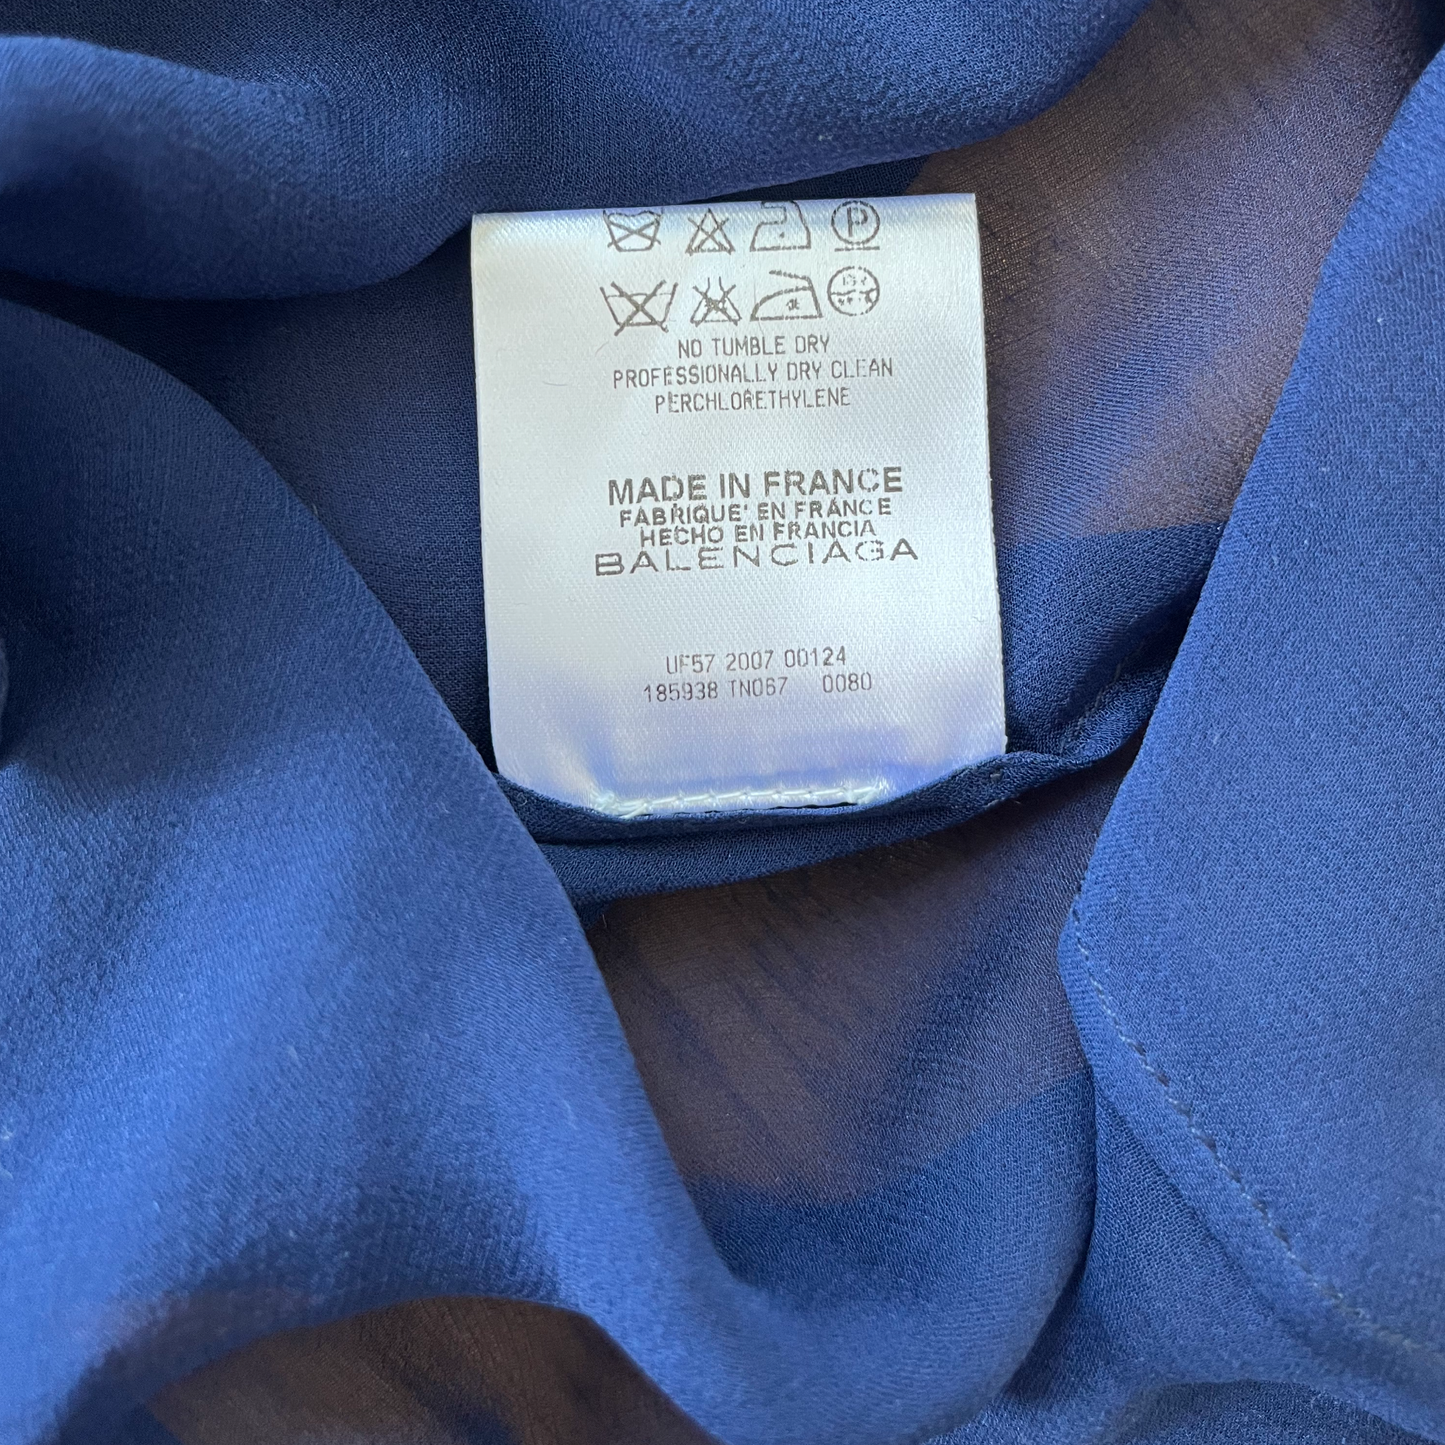 P
NO TUMBLE DRY
PROFESSIONALLY DRY CLEAN
PERCHLORETHYLENE
MADE IN FRANCE
FABRIQUE' EN FRANCE
HECHO EN FRANCIA
BALENCIAGA
UF57 2007 00124
185938 TN067 0080